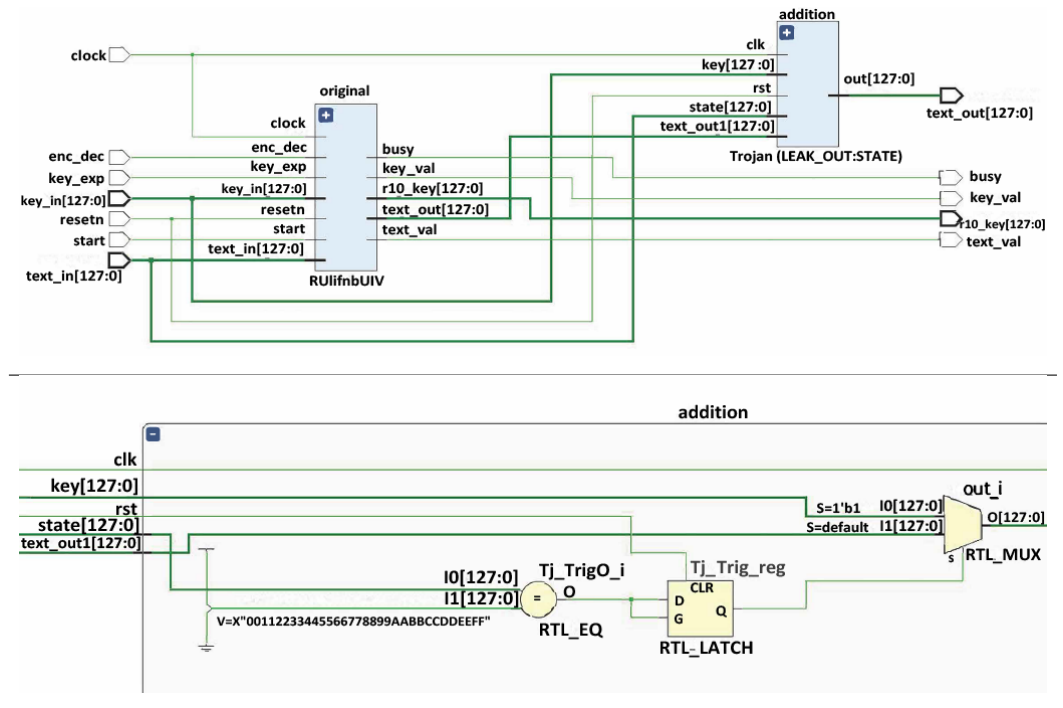 addition
clock
clk
key[127:0]
out[127:0]
rst
original
state[127:0]
text_out[127:0]
clock
text_out1[127:0]
enc_dec
enc_dec
busy
Trojan (LEAK_OUT:STATE)
key_exp
key_exp
key_val
busy
key_in[127:0]
key_in[127:0]
r10_key[127:0]
key_val
resetn
resetn
text_out[127:0]
r10_key[127:0]
start
start
text_val
text_val
text_in[127:0]
text_in[127:0]
RUlifnbUIV
addition
clk
key[127:0]
out_i
rst
S=1'b1
I0[127:0]
O[127:0]
state[127:0]
S=default
I1[127:0]
text_out1[127:0]
s
RTL_MUX
I0[127:0]
Tj_TrigO_i
Tj_Trig_reg
I1[127:0]
=
O
CLR
D
Q
G
V=X"00112233445566778899AABBCCDDEEFF"
RTL_EQ
RTL_LATCH